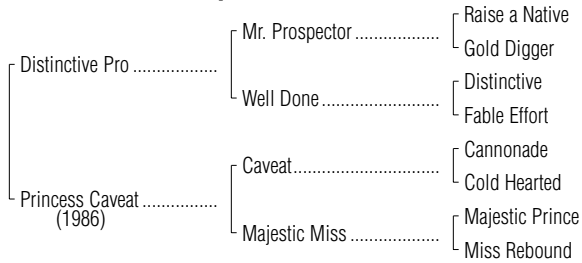 Raise a Native
Mr. Prospector ..................
Gold Digger
Distinctive Pro .................
Distinctive
Well Done ........................
Fable Effort
Cannonade
Caveat..............................
Cold Hearted
Princess Caveat ...............
(1986)
Majestic Prince
Majestic Miss ...................
Miss Rebound